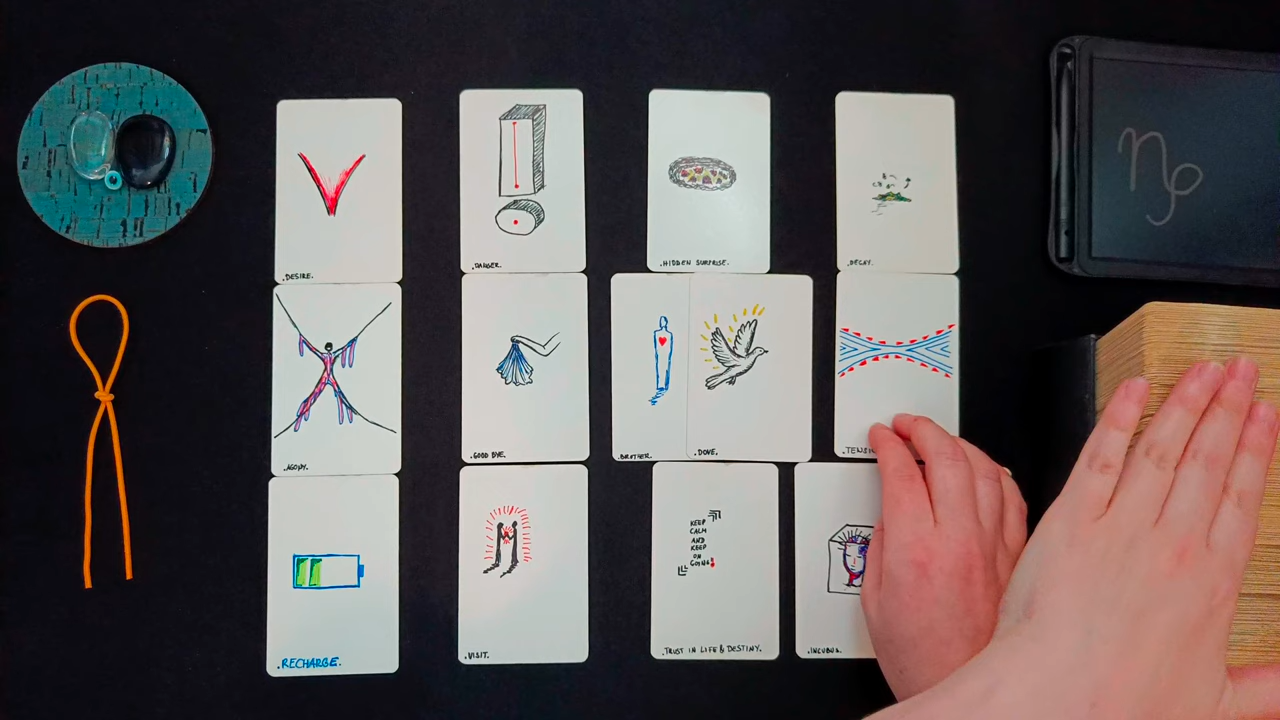 .DESIRE.
.DANGER.
.HIDDEN SURPRISE.
.DECAY.
.AGONY.
.GOOD BYE.
.BROTHER.
.DOVE.
.TENSI
.RECHARGE.
.VISIT.
KEEP
CALM
AND
KEEP
ON
GOING!
.TRUST IN LIFE & DESTINY.
.INCUBUS.